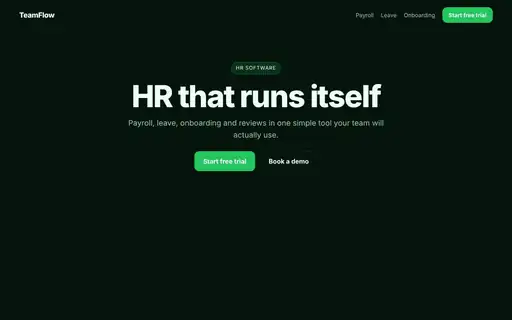 TeamFlow
Payroll Leave Onboarding Start free trial
HR SOFTWARE
HR that runs itself
Payroll, leave, onboarding and reviews in one simple tool your team will
actually use.
Start free trial Book a demo